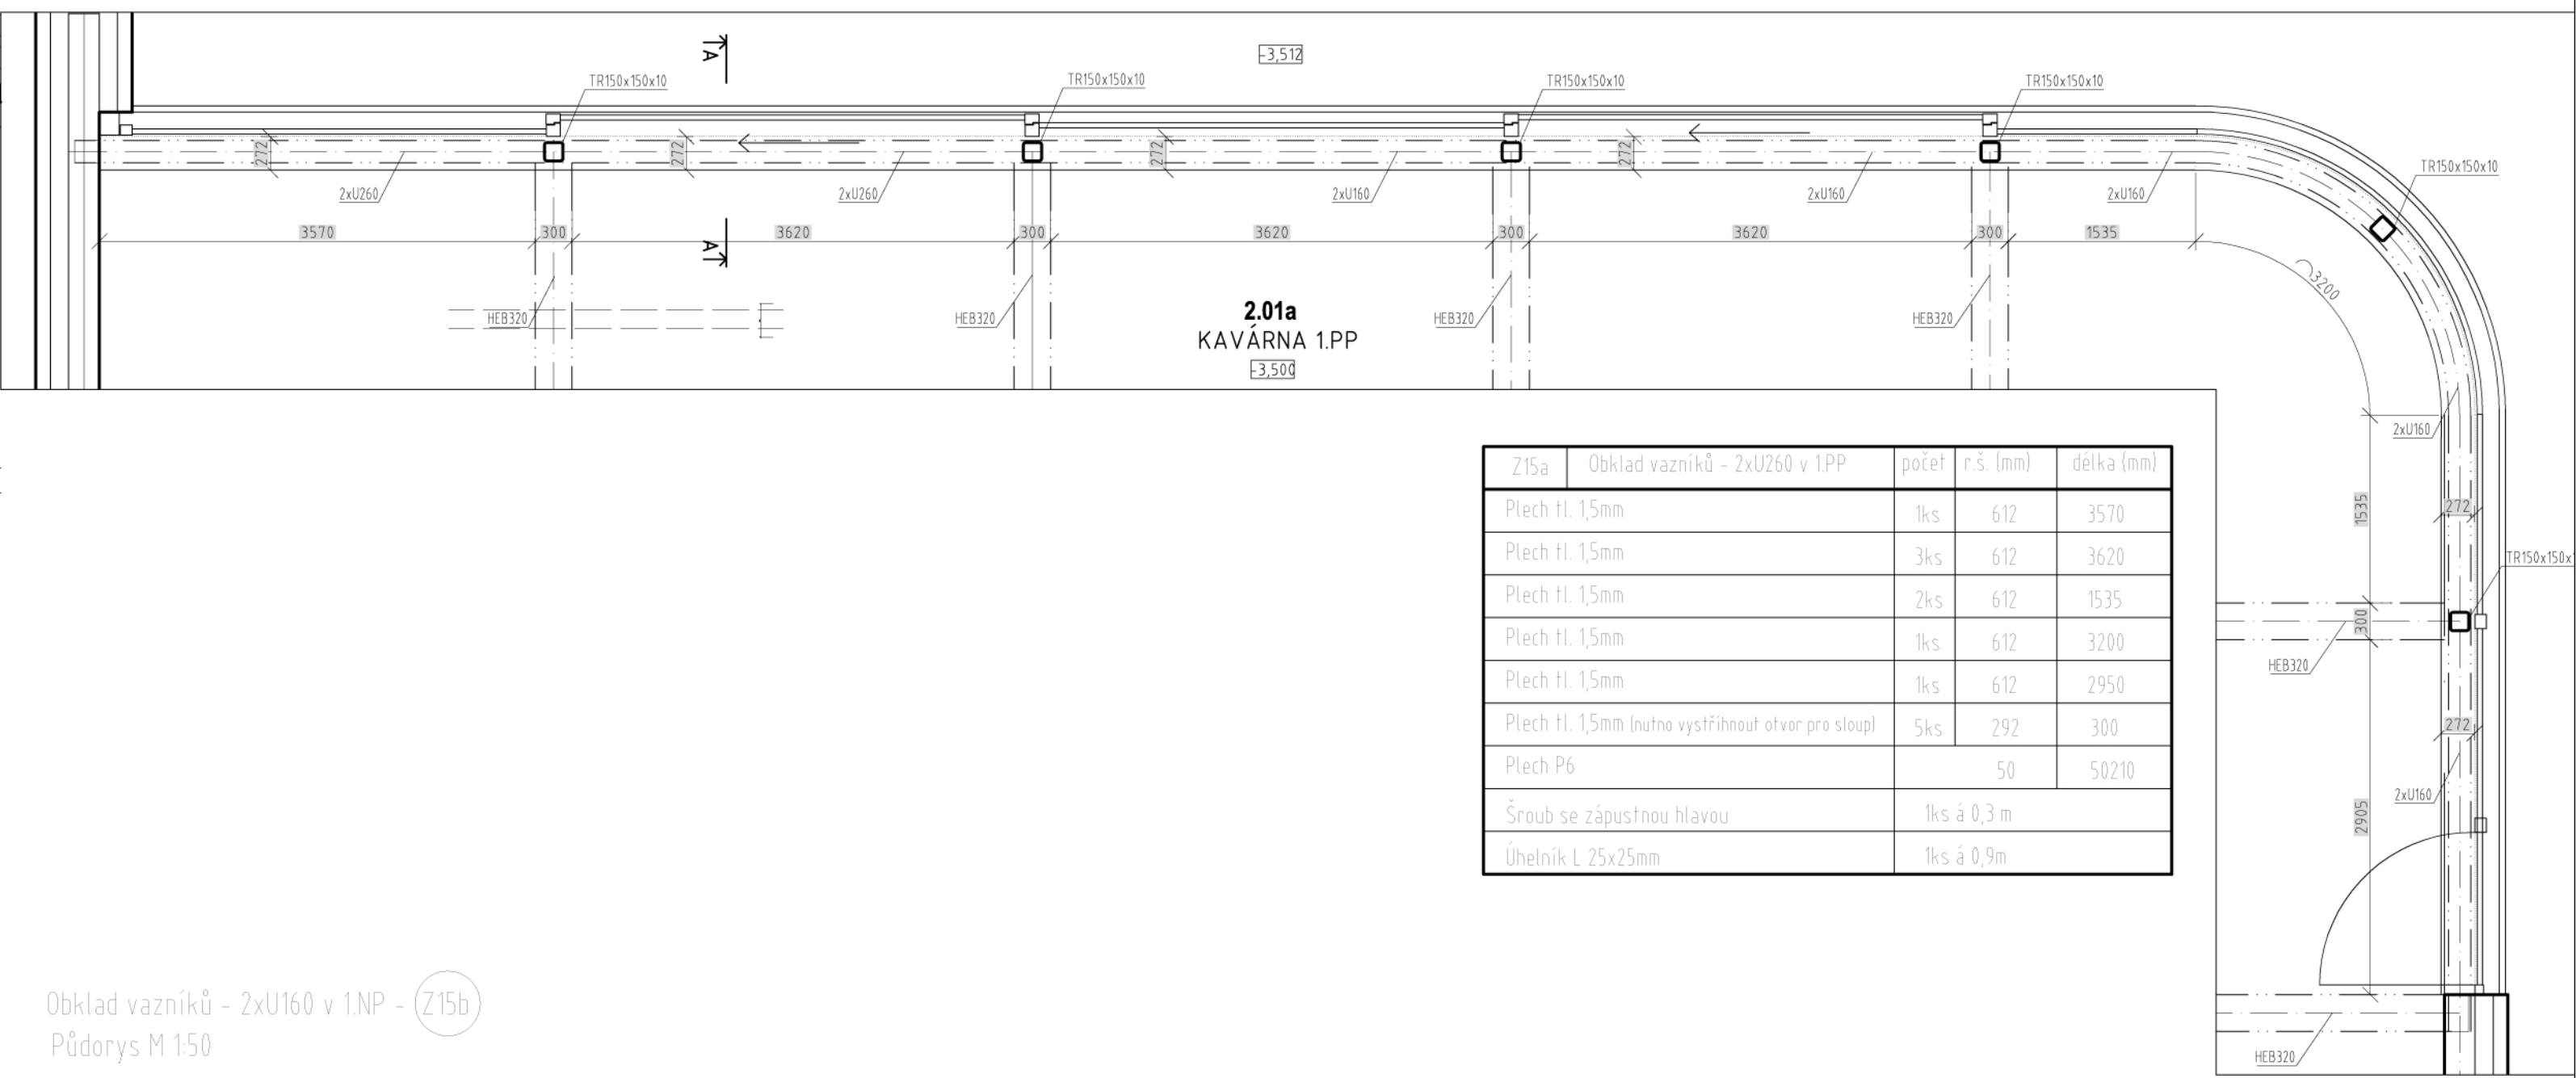 A
-3,512
TR150x150x10
TR150x150x10
TR150x150x10
TR150x150x10
TR150x150x10
272
272
272
272
2xU260
2xU260
2xU160
2xU160
2xU160
3570
300
3620
300
3620
300
3620
300
1535
A
3200
HEB320
HEB320
HEB320
HEB320
2.01a
KAVÁRNA 1.PP
-3,500
2xU160
1535
272
TR150x150x
300
HEB320
272
2xU160
2905
HEB320
Z15a Obklad vazníků - 2xU260 v 1.PP počet r.š. (mm) délka (mm)
Plech tl. 1,5mm 1ks 612 3570
Plech tl. 1,5mm 3ks 612 3620
Plech tl. 1,5mm 2ks 612 1535
Plech tl. 1,5mm 1ks 612 3200
Plech tl. 1,5mm 1ks 612 2950
Plech tl. 1,5mm (nutno vystříhnout otvor pro sloup) 5ks 292 300
Plech P6 50 50210
Šroub se zápustnou hlavou 1ks á 0,3 m
Úhelník L 25x25mm 1ks á 0,9m
Obklad vazníků - 2xU160 v 1.NP - Z15b
Půdorys M 1:50